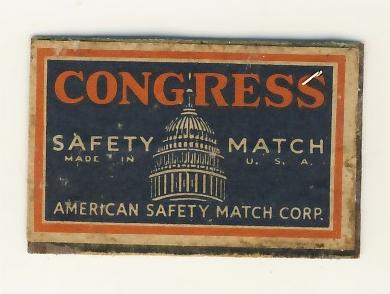 CONGRESS
SAFETY MATCH
MADE IN U.S.A.
AMERICAN SAFETY MATCH CORP.